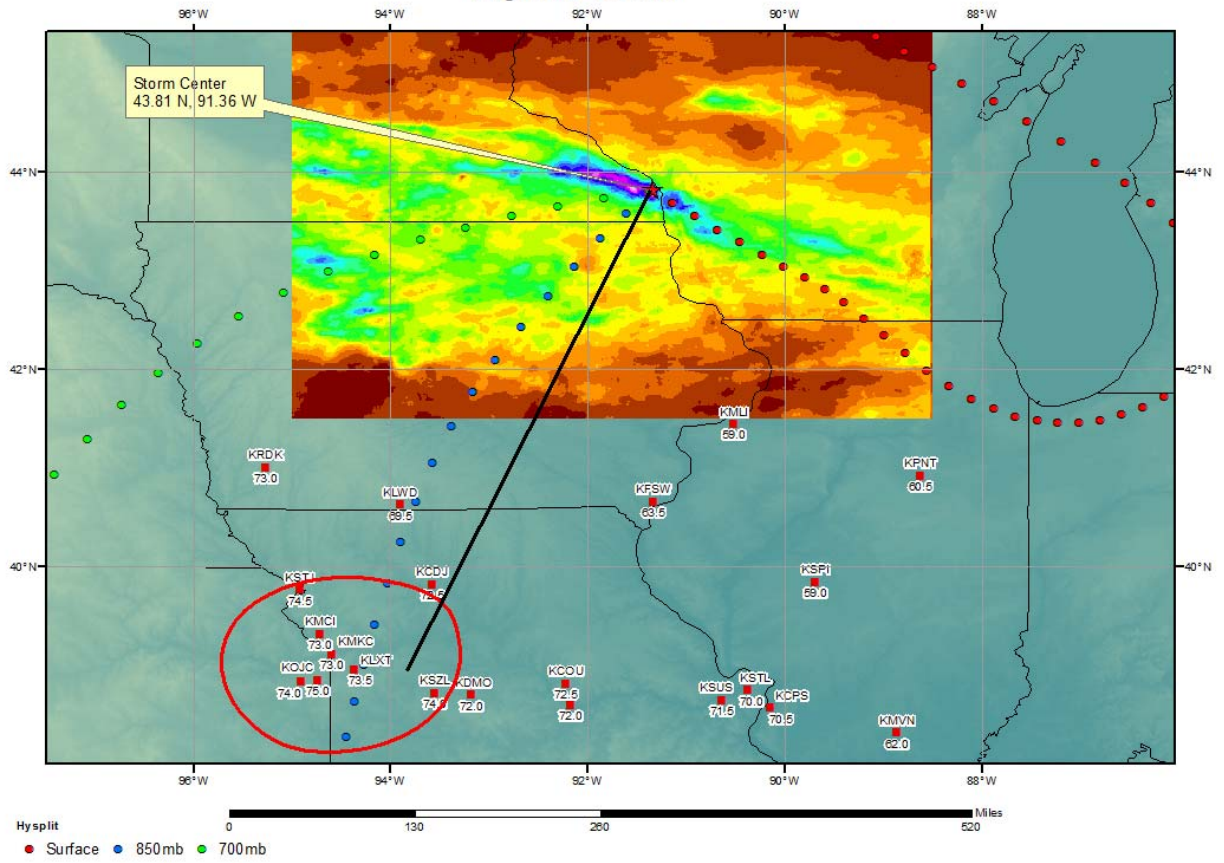 96°W 94°W 92°W 90°W 88°W
Storm Center
43.81 N, 91.36 W
44°N 44°N
42°N 42°N
KMLI
59.0
KRDK
73.0
KLWD
69.5
KFSW
63.5
KPNT
60.5
40°N 40°N
KSTJ
74.5
KCDJ
72.5
KSPI
59.0
KMCI
73.0
KMKC
73.0
KLXT
73.5
KOJC
74.0 75.0
KSZL
KDMO
72.0
KCOU
72.5
72.0
KSUS
71.5
KSTL
70.0
KCPS
70.5
KMVN
62.0
96°W 94°W 92°W 90°W 88°W
Miles
0 130 260 520
Hysplit
Surface 850mb 700mb